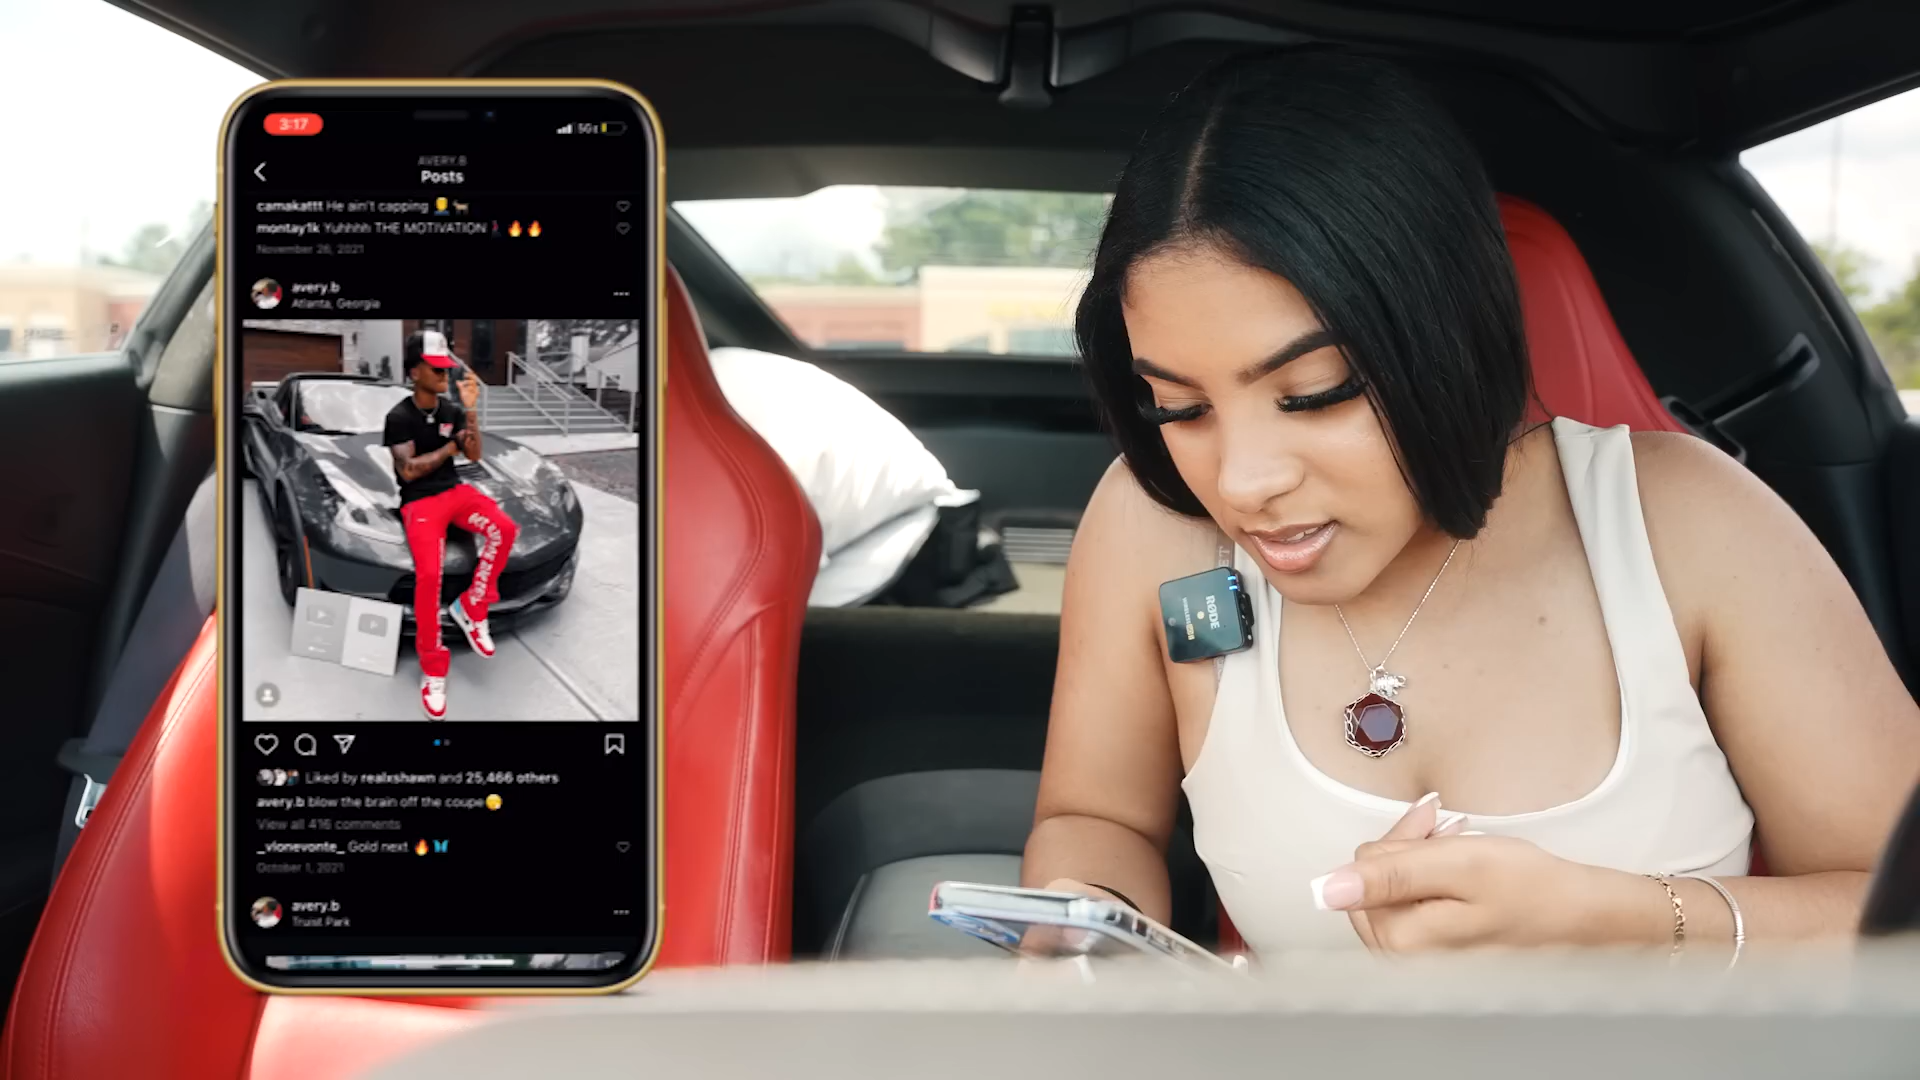 3:17
5G
AVERY.B
Posts
camakattt He ain't capping
montay1k Yuhhhh THE MOTIVATION
November 26, 2021
avery.b
Atlanta, Georgia
Liked by realxshawn and 25,466 others
avery.b blow the brain off the coupe
View all 416 comments
_vionevonte_ Gold next
October 1, 2021
avery.b
Truist Park
RØDE